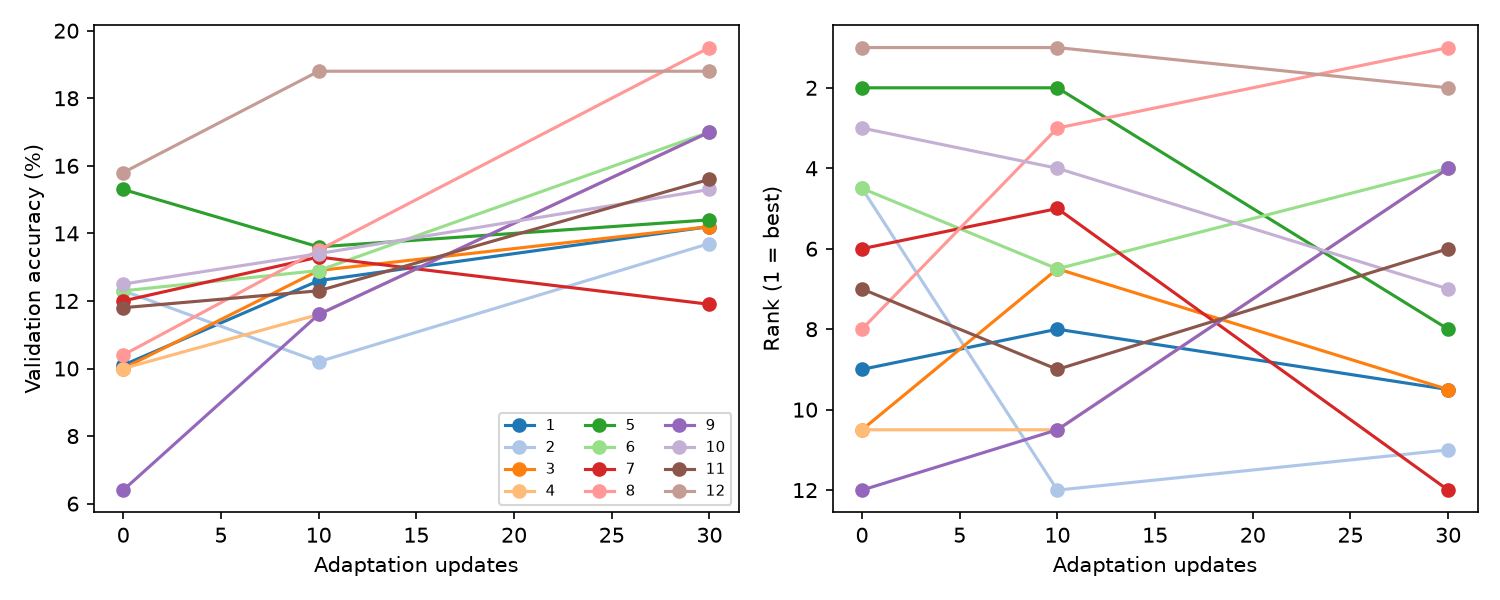 Validation accuracy (%)
20
18
16
14
12
10
8
6
0 5 10 15 20 25 30
Adaptation updates
1 5 9
2 6 10
3 7 11
4 8 12
Rank (1 = best)
2
4
6
8
10
12
0 5 10 15 20 25 30
Adaptation updates